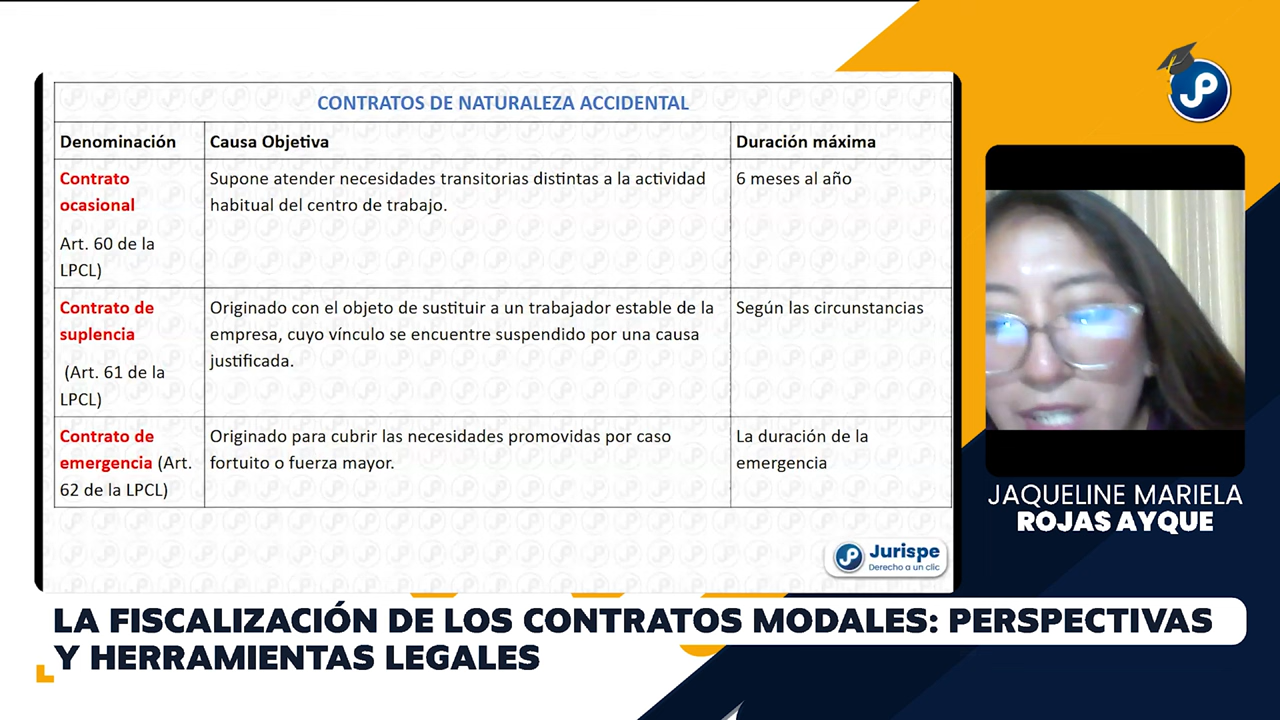 CONTRATOS DE NATURALEZA ACCIDENTAL
Denominación
Causa Objetiva
Duración máxima
Contrato
ocasional
Art. 60 de la
LPCL)
Supone atender necesidades transitorias distintas a la actividad
habitual del centro de trabajo.
6 meses al año
Contrato de
suplencia
(Art. 61 de la
LPCL)
Originado con el objeto de sustituir a un trabajador estable de la
empresa, cuyo vínculo se encuentre suspendido por una causa
justificada.
Según las circunstancias
Contrato de
emergencia (Art.
62 de la LPCL)
Originado para cubrir las necesidades promovidas por caso
fortuito o fuerza mayor.
La duración de la
emergencia
JP
Jurispe
Derecho a un clic
JP
JAQUELINE MARIELA
ROJAS AYQUE
LA FISCALIZACIÓN DE LOS CONTRATOS MODALES: PERSPECTIVAS
Y HERRAMIENTAS LEGALES